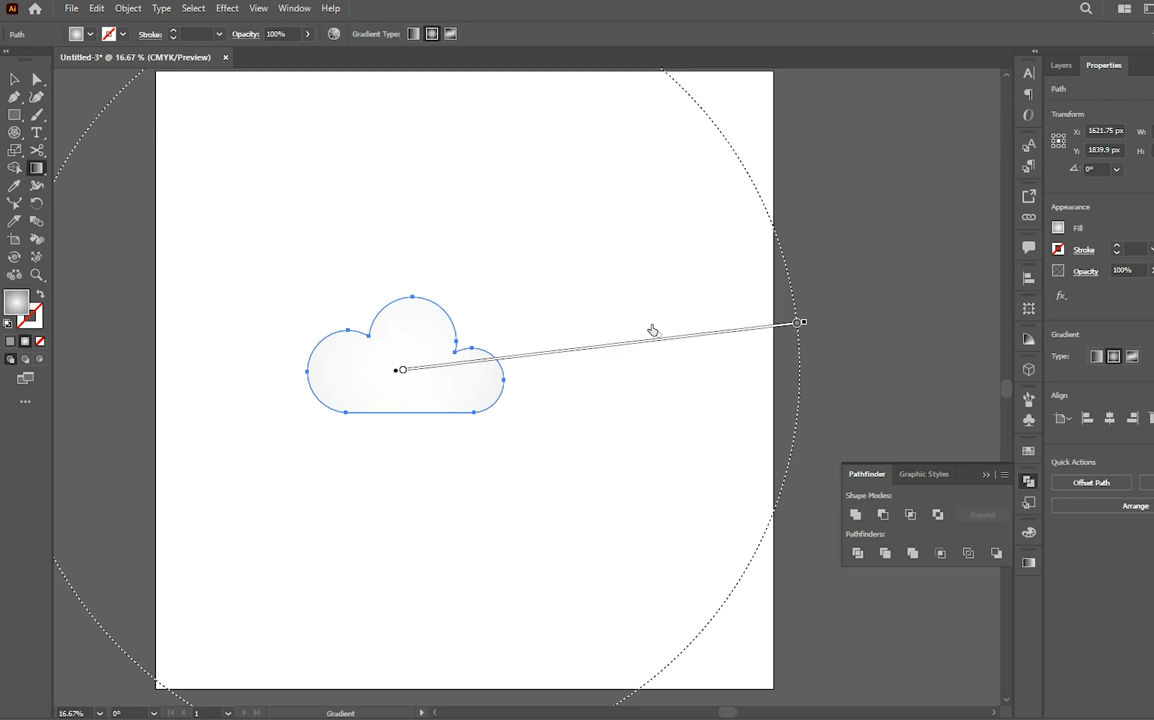 Ai File Edit Object Type Select Effect View Window Help
Path Stroke: Opacity: 100% Gradient Type:
Untitled-3* @ 16.67 % (CMYK/Preview) ×
Layers Properties
Path
Transform
X: 1621.75 px W:
Y: 1839.9 px H:
0°
Appearance
Fill
Stroke
Opacity 100%
fx.
Gradient
Type:
Align
Pathfinder Graphic Styles
Shape Modes:
Expand
Pathfinders:
Quick Actions
Offset Path
Arrange
16.67% 0° 1 Gradient